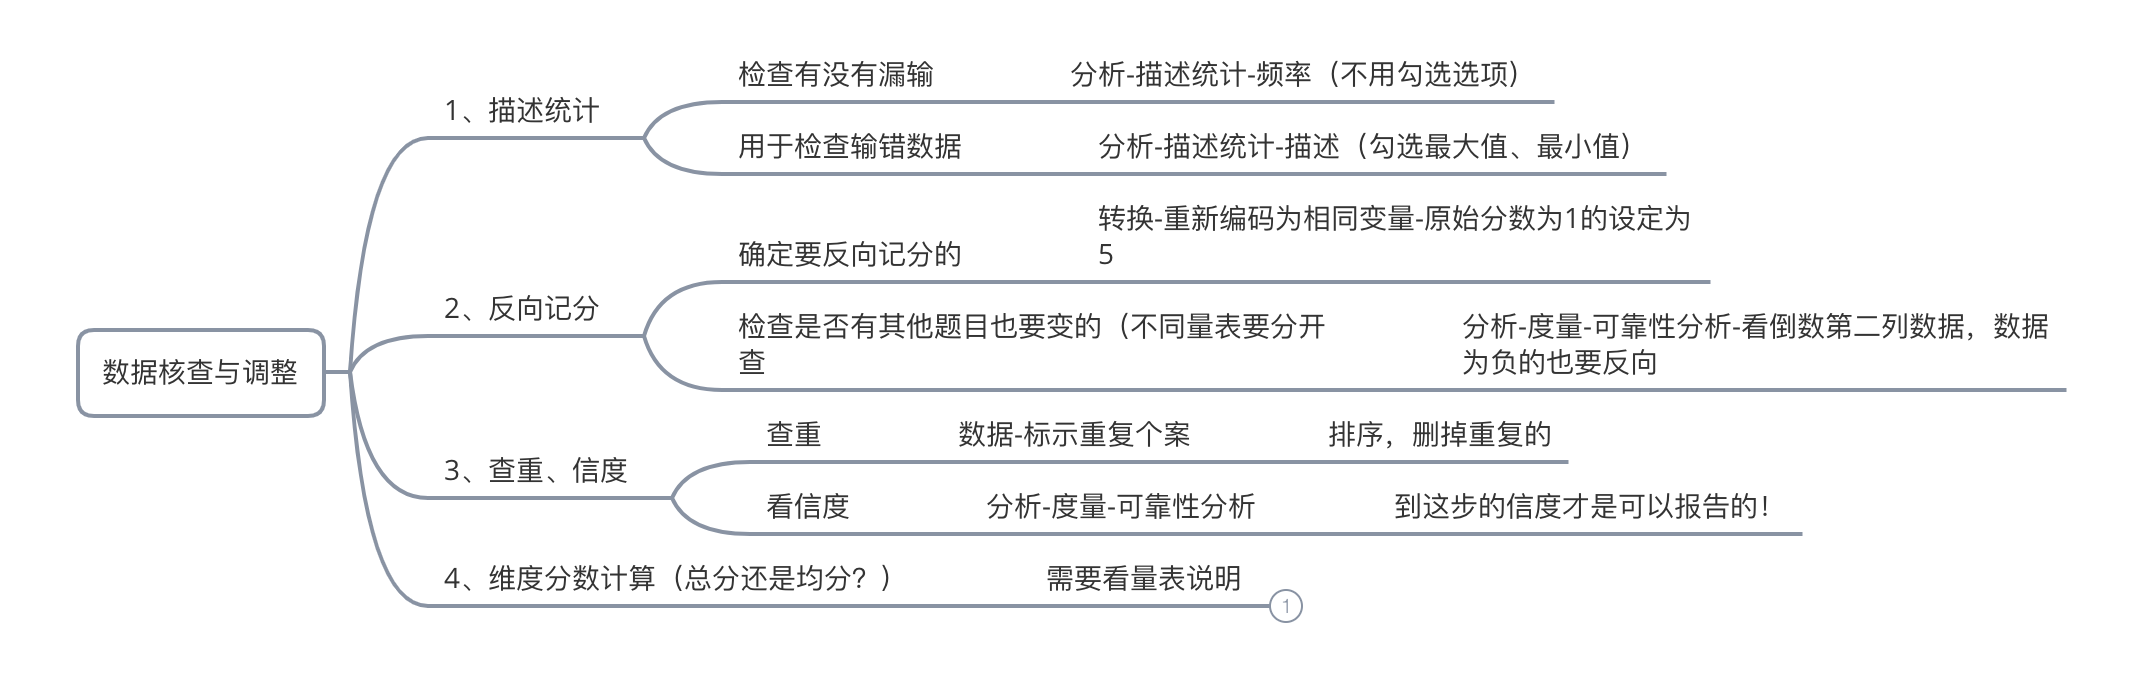 数据核查与调整
1、描述统计
检查有没有漏输
分析-描述统计-频率（不用勾选选项）
用于检查输错数据
分析-描述统计-描述（勾选最大值、最小值）
2、反向记分
确定要反向记分的
转换-重新编码为相同变量-原始分数为1的设定为
5
检查是否有其他题目也要变的（不同量表要分开
查
分析-度量-可靠性分析-看倒数第二列数据，数据
为负的也要反向
3、查重、信度
查重
数据-标示重复个案
排序，删掉重复的
看信度
分析-度量-可靠性分析
到这步的信度才是可以报告的！
4、维度分数计算（总分还是均分？）
需要看量表说明
1